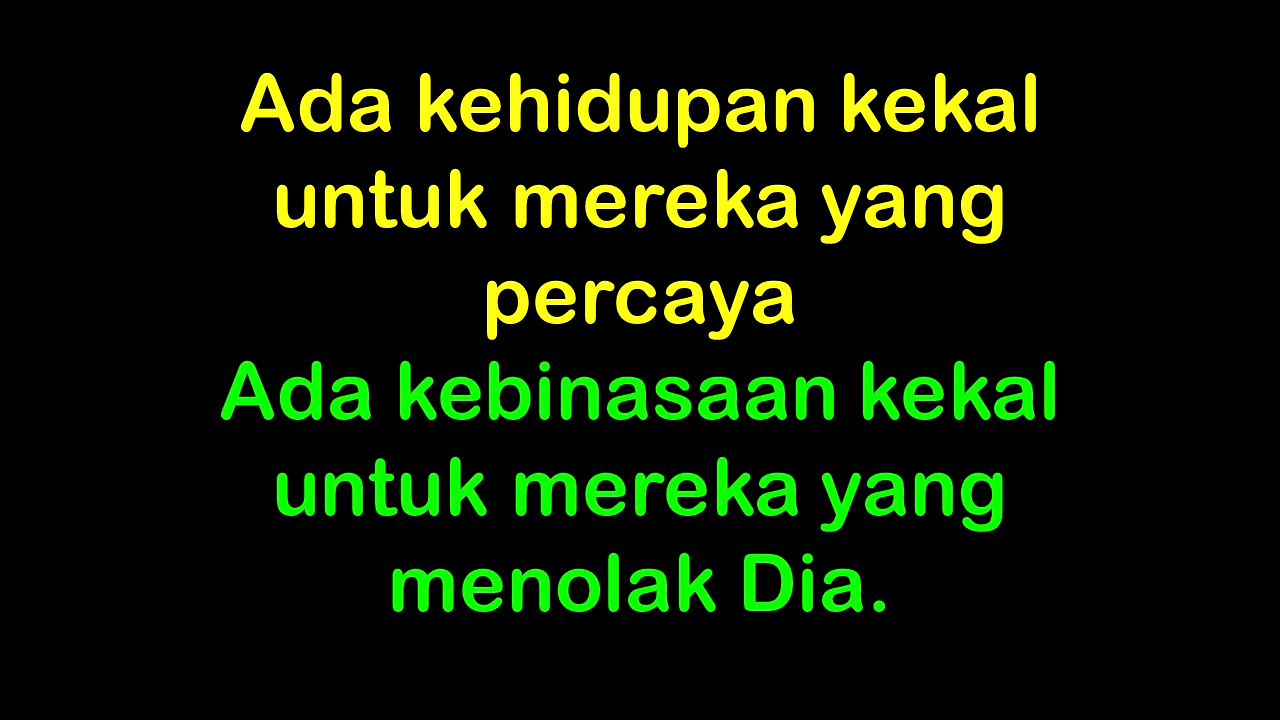 Ada kehidupan kekal
untuk mereka yang
percaya
Ada kebinasaan kekal
untuk mereka yang
menolak Dia.